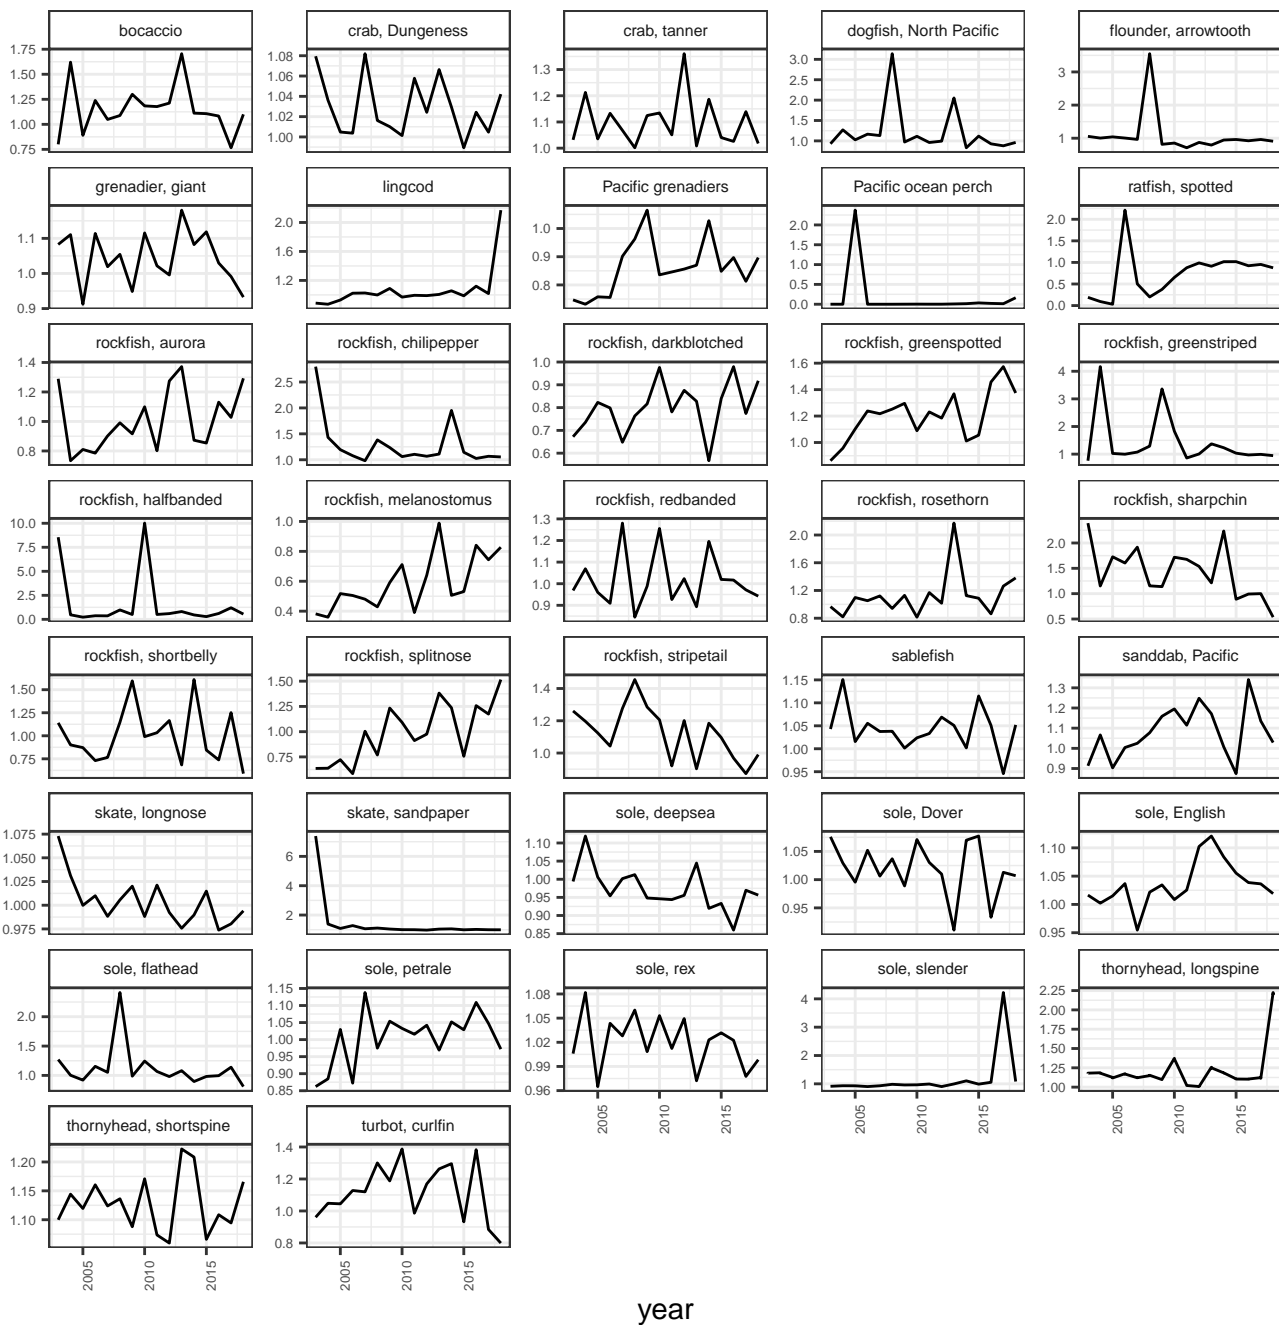 bocaccio crab, Dungeness crab, tanner dogfish, North Pacific flounder, arrowtooth
1.75 1.50 1.25 1.00 0.75 1.08 1.06 1.04 1.02 1.00 1.3 1.2 1.1 1.0 3.0 2.5 2.0 1.5 1.0 3 2 1
grenadier, giant lingcod Pacific grenadiers Pacific ocean perch ratfish, spotted
1.1 1.0 0.9 2.0 1.6 1.2 1.0 0.9 0.8 2.0 1.5 1.0 0.5 0.0 2.0 1.5 1.0 0.5 0.0
rockfish, aurora rockfish, chilipepper rockfish, darkblotched rockfish, greenspotted rockfish, greenstriped
1.4 1.2 1.0 0.8 2.5 2.0 1.5 1.0 1.0 0.9 0.8 0.7 0.6 1.6 1.4 1.2 1.0 4 3 2 1
rockfish, halfbanded rockfish, melanostomus rockfish, redbanded rockfish, rosethorn rockfish, sharpchin
10.0 7.5 5.0 2.5 0.0 1.0 0.8 0.6 0.4 1.3 1.2 1.1 1.0 0.9 2.0 1.6 1.2 0.8 2.0 1.5 1.0 0.5
rockfish, shortbelly rockfish, splitnose rockfish, stripetail sablefish sanddab, Pacific
1.50 1.25 1.00 0.75 1.50 1.25 1.00 0.75 1.4 1.2 1.0 1.15 1.10 1.05 1.00 0.95 1.3 1.2 1.1 1.0 0.9
skate, longnose skate, sandpaper sole, deepsea sole, Dover sole, English
1.075 1.050 1.025 1.000 0.975 6 4 2 1.10 1.05 1.00 0.95 0.90 0.85 1.05 1.00 0.95 1.10 1.05 1.00 0.95
sole, flathead sole, petrale sole, rex sole, slender thornyhead, longspine
2.0 1.5 1.0 1.15 1.10 1.05 1.00 0.95 0.90 0.85 1.08 1.04 1.00 0.96 4 3 2 1 2.25 2.00 1.75 1.50 1.25 1.00
2005 2010 2015 2005 2010 2015 2005 2010 2015
thornyhead, shortspine turbot, curlfin
1.20 1.15 1.10 1.4 1.2 1.0 0.8
2005 2010 2015 2005 2010 2015
year